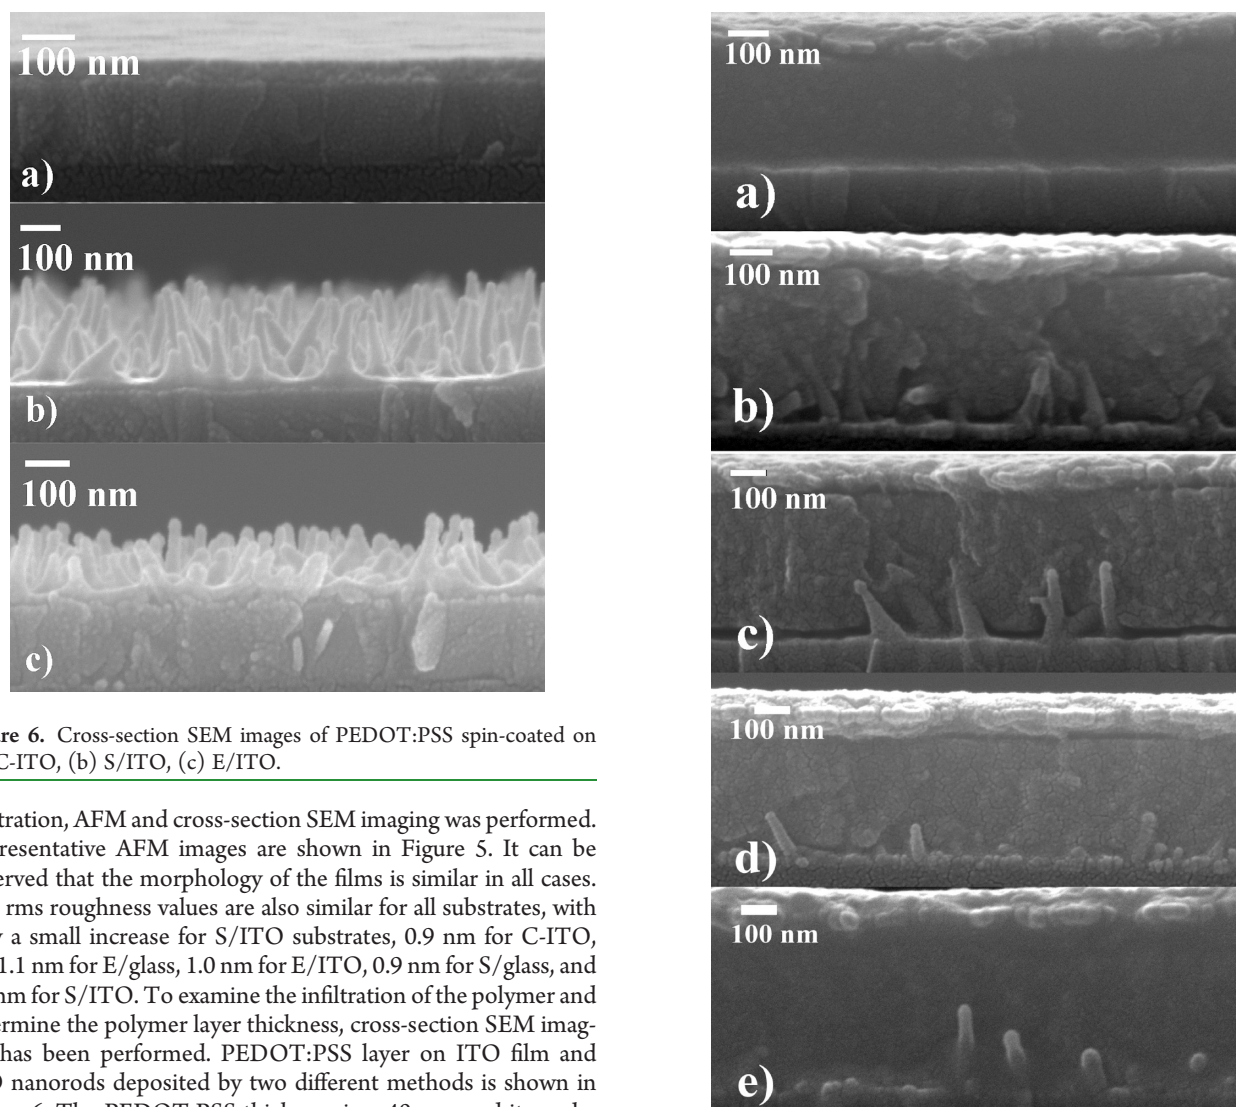 100 nm
a)
100 nm
b)
100 nm
c)
re 6. Cross-section SEM images of PEDOT:PSS spin-coated on
C-ITO, (b) S/ITO, (c) E/ITO.
tration, AFM and cross-section SEM imaging was performed.
resentative AFM images are shown in Figure 5. It can be
erved that the morphology of the films is similar in all cases.
rms roughness values are also similar for all substrates, with
a small increase for S/ITO substrates, 0.9 nm for C-ITO,
1.1 nm for E/glass, 1.0 nm for E/ITO, 0.9 nm for S/glass, and
nm for S/ITO. To examine the infiltration of the polymer and
ermine the polymer layer thickness, cross-section SEM imag-
has been performed. PEDOT:PSS layer on ITO film and
nanorods deposited by two different methods is shown in
100 nm
a)
100 nm
b)
100 nm
c)
100 nm
d)
100 nm
e)